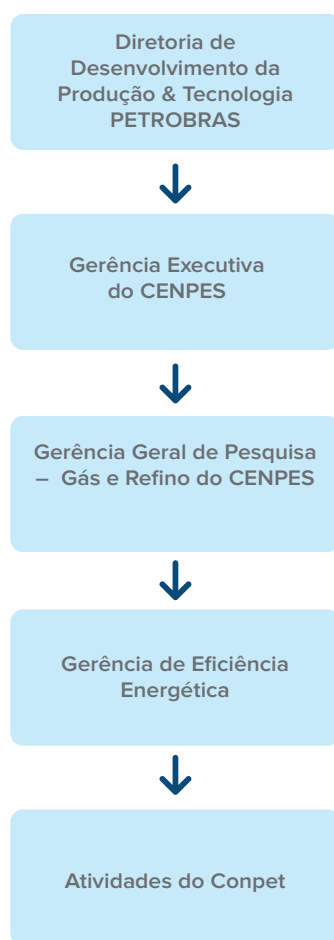 Diretoria de
Desenvolvimento da
Produção & Tecnologia
PETROBRAS
Gerência Executiva
do CENPES
Gerência Geral de Pesquisa
– Gás e Refino do CENPES
Gerência de Eficiência
Energética
Atividades do Conpet